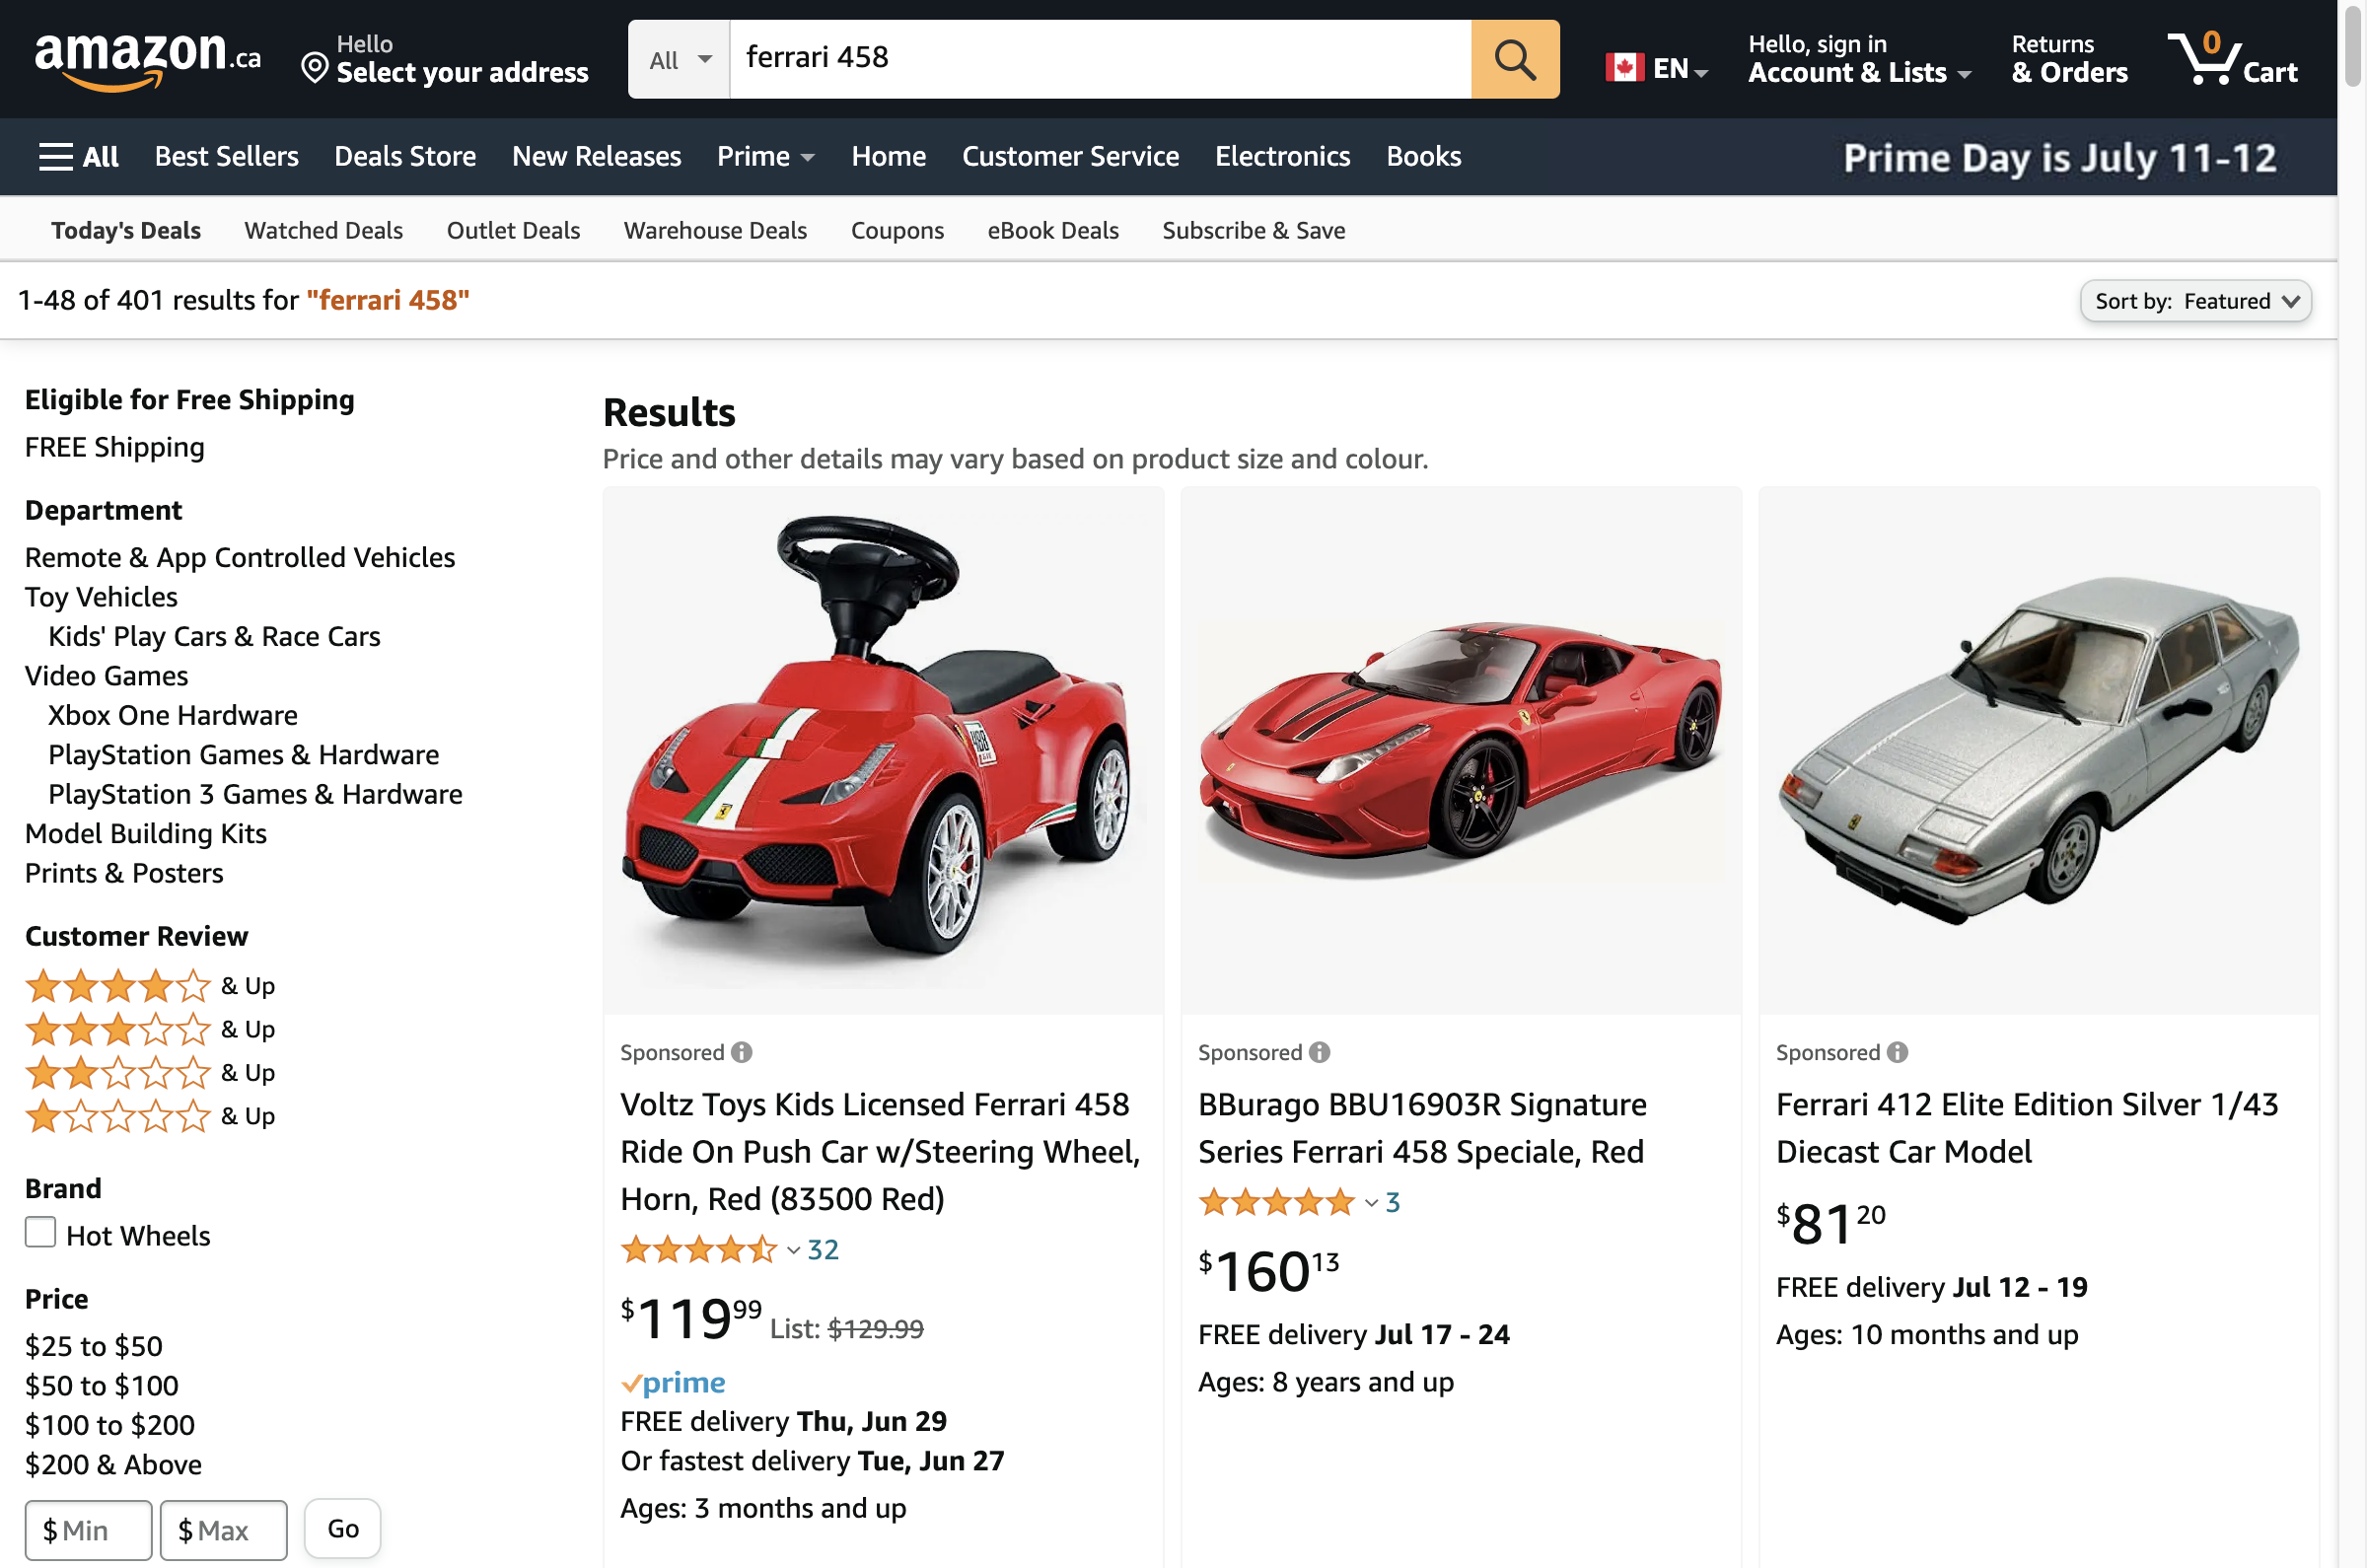 amazon.ca
Hello
Select your address
All
ferrari 458
EN
Hello, sign in
Account & Lists
Returns
& Orders
0
Cart
All
Best Sellers
Deals Store
New Releases
Prime
Home
Customer Service
Electronics
Books
Prime Day is July 11-12
Today's Deals
Watched Deals
Outlet Deals
Warehouse Deals
Coupons
eBook Deals
Subscribe & Save
1-48 of 401 results for "ferrari 458"
Sort by: Featured
Eligible for Free Shipping
FREE Shipping
Department
Remote & App Controlled Vehicles
Toy Vehicles
Kids' Play Cars & Race Cars
Video Games
Xbox One Hardware
PlayStation Games & Hardware
PlayStation 3 Games & Hardware
Model Building Kits
Prints & Posters
Customer Review
& Up
& Up
& Up
& Up
Brand
Hot Wheels
Price
$25 to $50
$50 to $100
$100 to $200
$200 & Above
$ Min
$ Max
Go
Results
Price and other details may vary based on product size and colour.
Sponsored
Voltz Toys Kids Licensed Ferrari 458
Ride On Push Car w/Steering Wheel,
Horn, Red (83500 Red)
32
$119.99 List: $129.99
prime
FREE delivery Thu, Jun 29
Or fastest delivery Tue, Jun 27
Ages: 3 months and up
Sponsored
BBurago BBU16903R Signature
Series Ferrari 458 Speciale, Red
3
$160.13
FREE delivery Jul 17 - 24
Ages: 8 years and up
Sponsored
Ferrari 412 Elite Edition Silver 1/43
Diecast Car Model
$81.20
FREE delivery Jul 12 - 19
Ages: 10 months and up